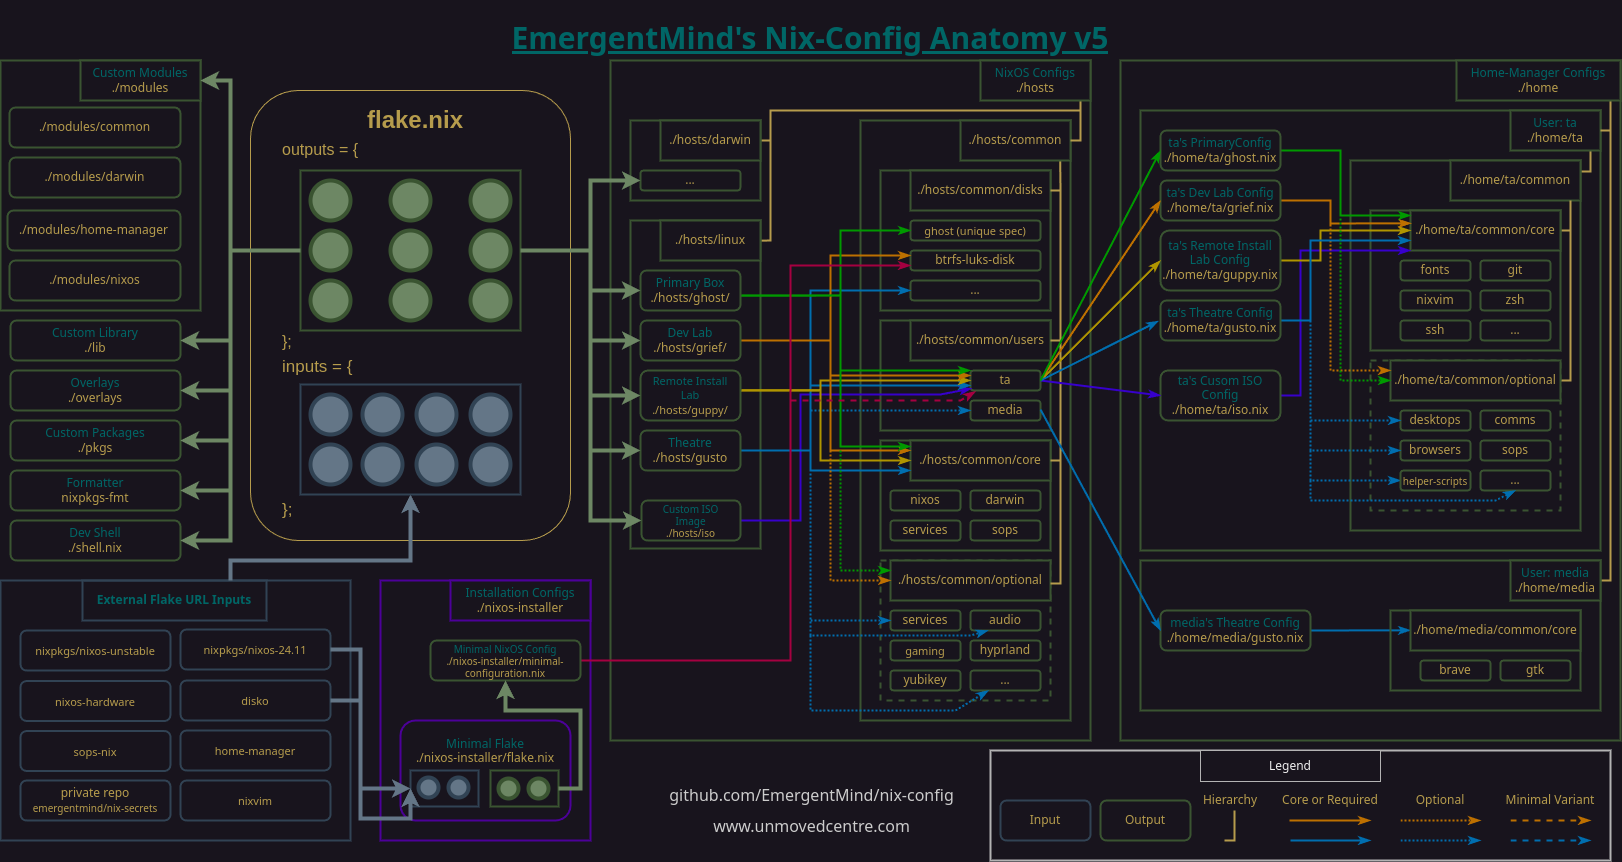 EmergentMind's Nix-Config Anatomy v5
Custom Modules
./modules
./modules/common
./modules/darwin
./modules/home-manager
./modules/nixos
Custom Library
./lib
Overlays
./overlays
Custom Packages
./pkgs
Formatter
nixpkgs-fmt
Dev Shell
./shell.nix
flake.nix
outputs = {
};
inputs = {
};
External Flake URL Inputs
nixpkgs/nixos-unstable
nixpkgs/nixos-24.11
nixos-hardware
disko
sops-nix
home-manager
private repo
emergentmind/nix-secrets
nixvim
Installation Configs
./nixos-installer
Minimal NixOS Config
./nixos-installer/minimal-
configuration.nix
Minimal Flake
./nixos-installer/flake.nix
NixOS Configs
./hosts
./hosts/darwin
...
./hosts/linux
Primary Box
./hosts/ghost/
Dev Lab
./hosts/grief/
Remote Install
Lab
./hosts/guppy/
Theatre
./hosts/gusto
Custom ISO
Image
./hosts/iso
./hosts/common
./hosts/common/disks
ghost (unique spec)
btrfs-luks-disk
...
./hosts/common/users
ta
media
./hosts/common/core
nixos
darwin
services
sops
./hosts/common/optional
services
audio
gaming
hyprland
yubikey
...
Home-Manager Configs
./home
User: ta
./home/ta
ta's PrimaryConfig
./home/ta/ghost.nix
ta's Dev Lab Config
./home/ta/grief.nix
ta's Remote Install
Lab Config
./home/ta/guppy.nix
ta's Theatre Config
./home/ta/gusto.nix
ta's Cusom ISO
Config
./home/ta/iso.nix
./home/ta/common
./home/ta/common/core
fonts
git
nixvim
zsh
ssh
...
./home/ta/common/optional
desktops
comms
browsers
sops
helper-scripts
...
User: media
./home/media
media's Theatre Config
./home/media/gusto.nix
./home/media/common/core
brave
gtk
github.com/EmergentMind/nix-config
www.unmovedcentre.com
Legend
Input
Output
Hierarchy
Core or Required
Optional
Minimal Variant